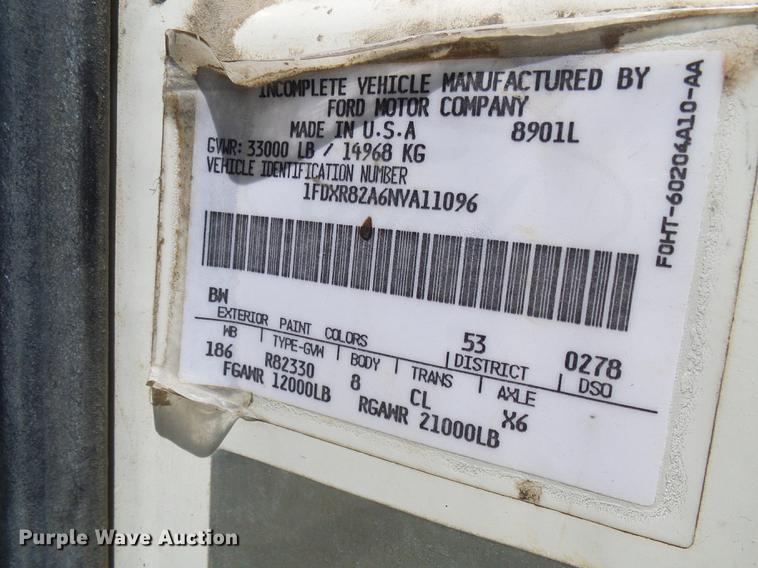 INCOMPLETE VEHICLE MANUFACTURED BY
FORD MOTOR COMPANY
MADE IN U.S.A 8901L
GVWR: 33000 LB / 14968 KG
VEHICLE IDENTIFICATION NUMBER
1FDXR82A6NVA11096
F0HT-60204A10-AA
BW
EXTERIOR PAINT COLORS 53 0278
WB TYPE-GVW BODY TRANS DISTRICT AXLE DSO
186 R82330 8 CL X6
FGAWR 12000LB RGAWR 21000LB
Purple Wave Auction